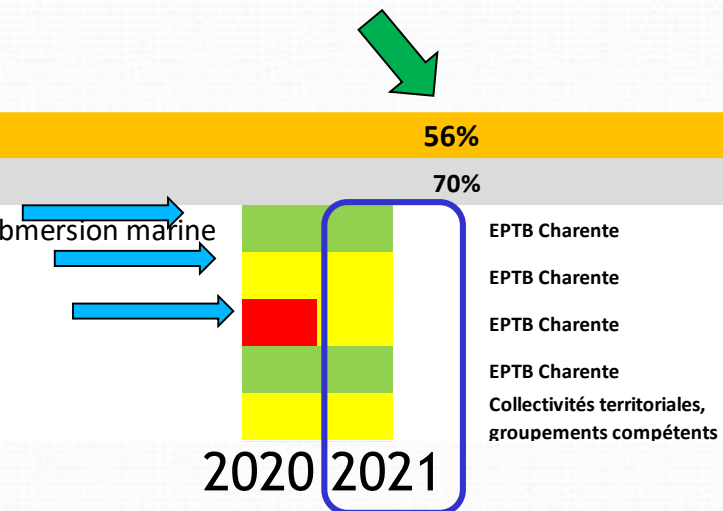 56%
70%
bmersion marine
EPTB Charente
EPTB Charente
EPTB Charente
EPTB Charente
Collectivités territoriales,
groupements compétents
2020 2021